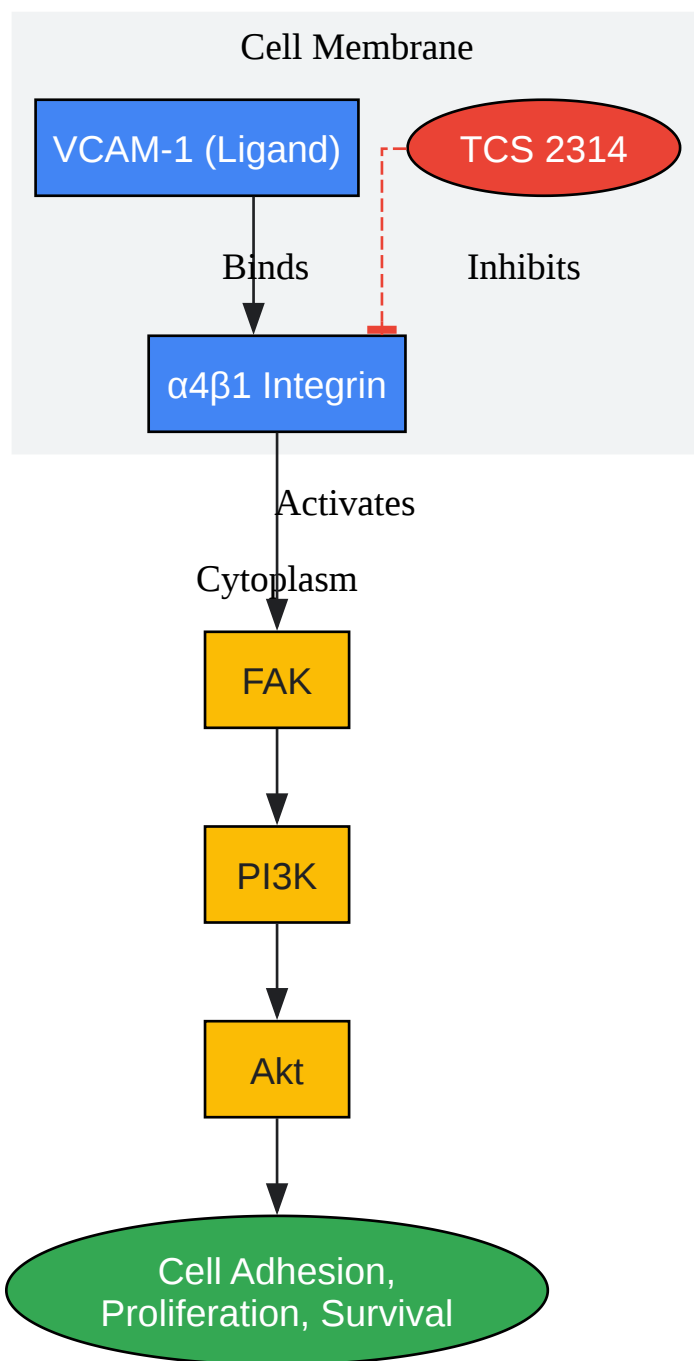 Cell Membrane
VCAM-1 (Ligand)
TCS 2314
Binds
Inhibits
α4β1 Integrin
Activates
Cytoplasm
FAK
PI3K
Akt
Cell Adhesion,
Proliferation, Survival